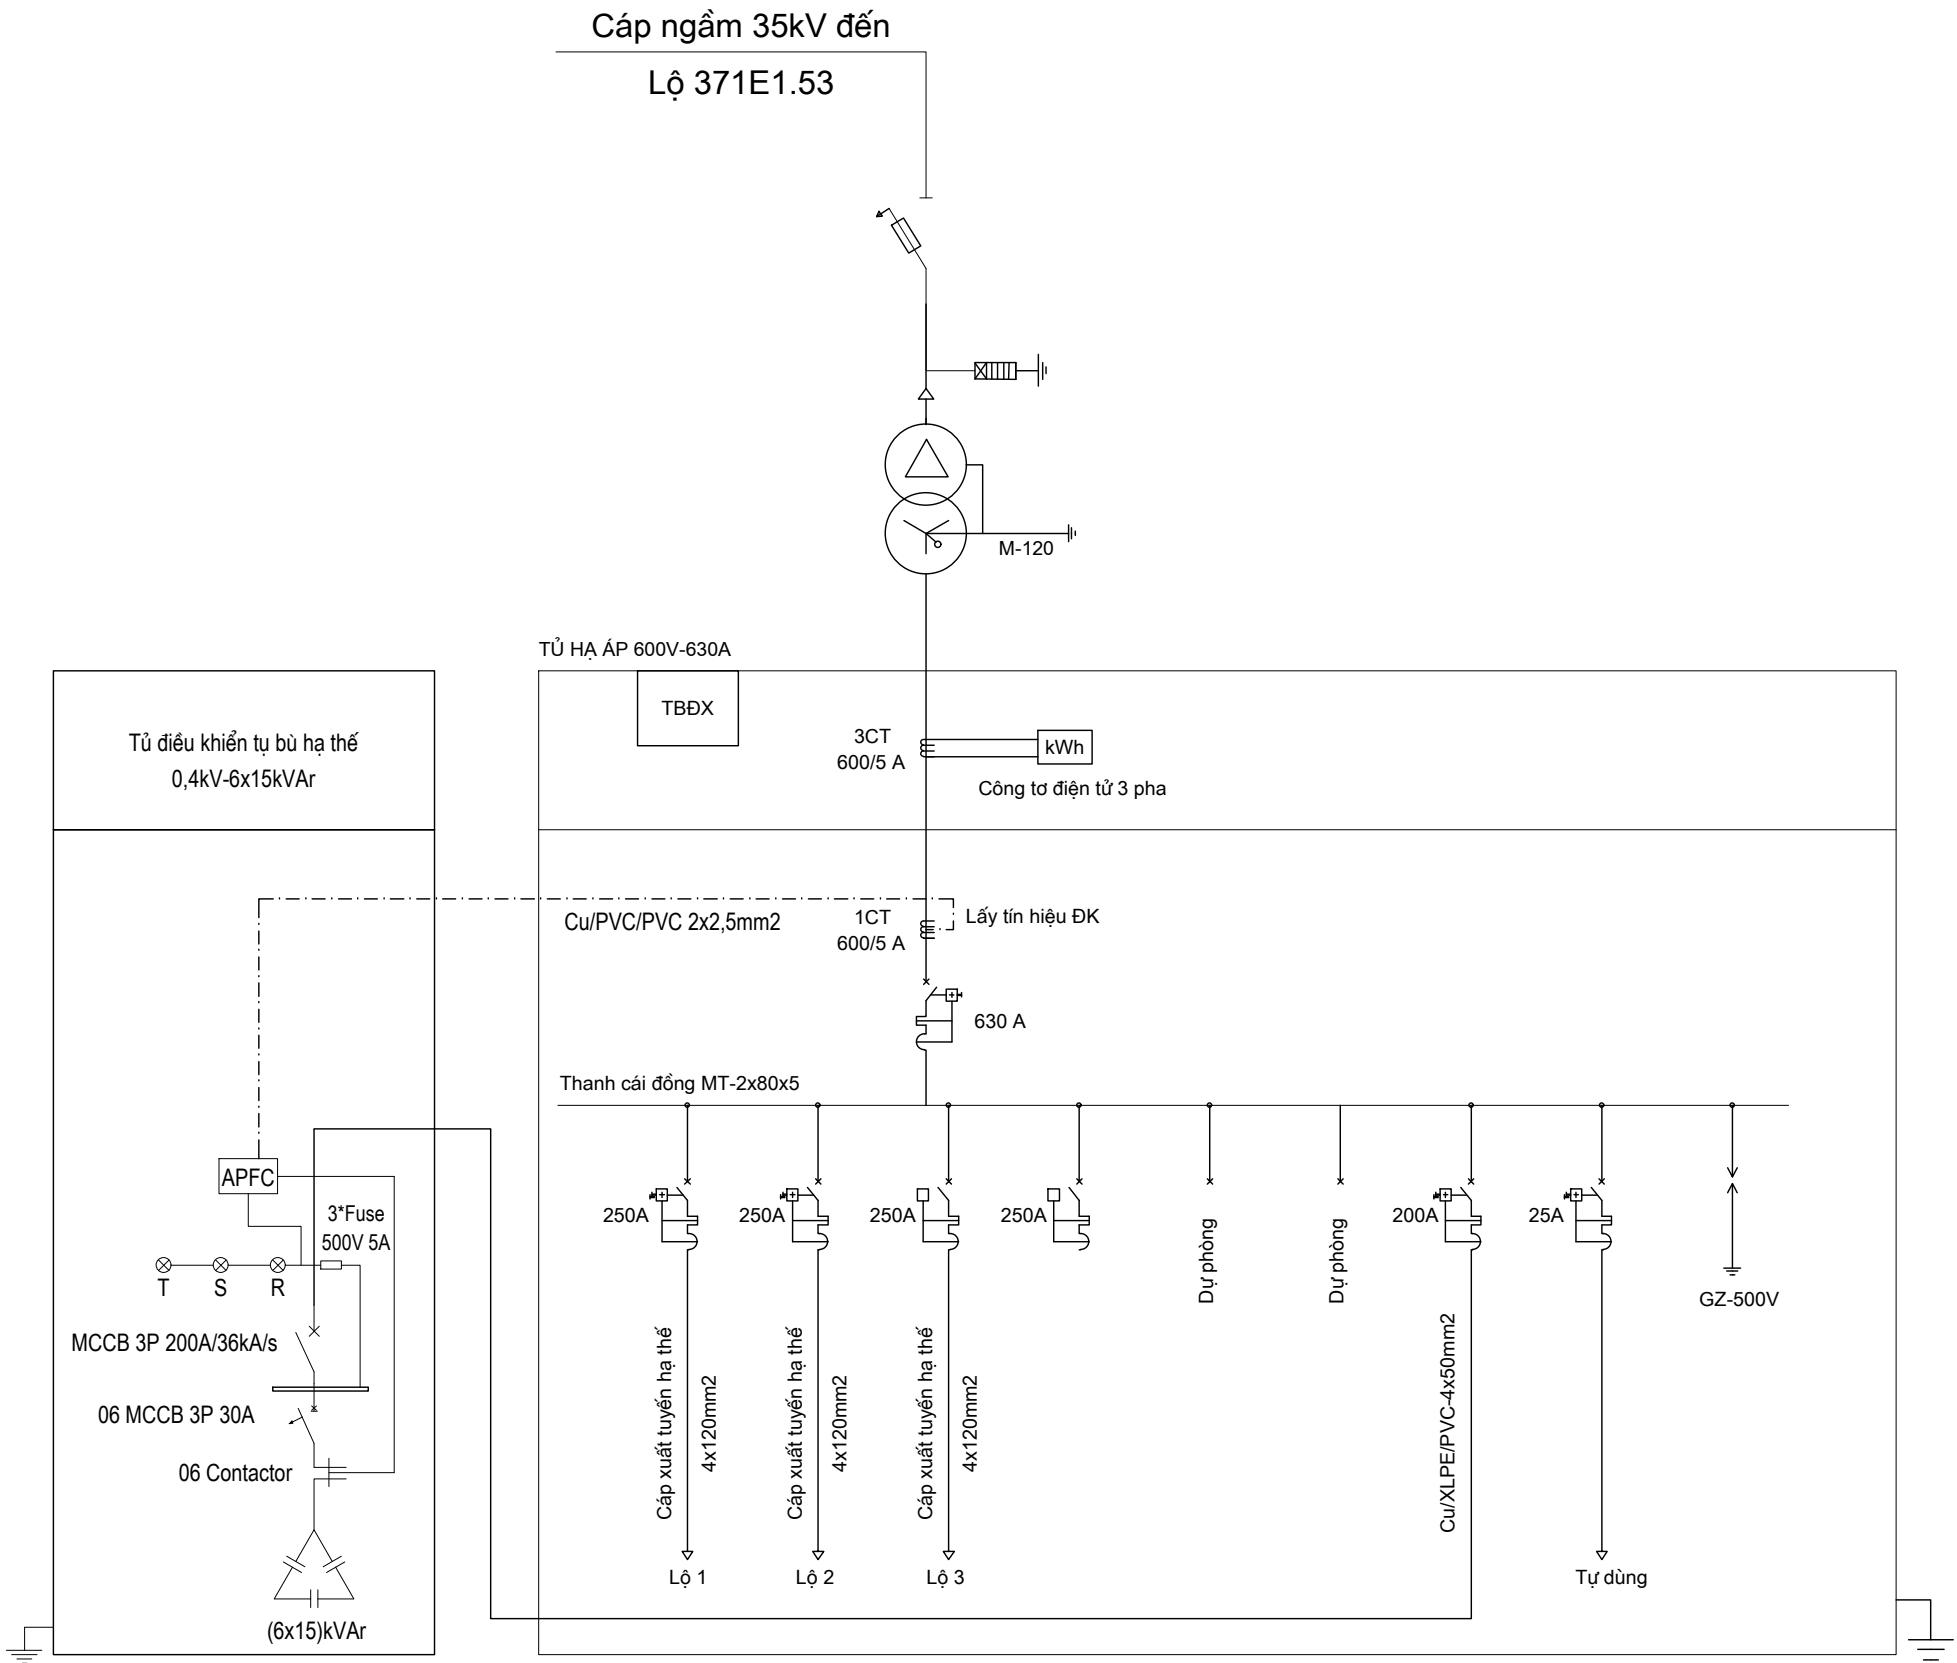 Cáp ngầm 35kV đến
Lộ 371E1.53
M-120
TỦ HẠ ÁP 600V-630A
TBĐX
Tủ điều khiển tụ bù hạ thế
0,4kV-6x15kVAr
3CT
600/5 A
kWh
Công tơ điện tử 3 pha
Cu/PVC/PVC 2x2,5mm2
1CT
600/5 A
Lấy tín hiệu ĐK
630 A
Thanh cái đồng MT-2x80x5
APFC
3*Fuse
500V 5A
T
S
R
MCCB 3P 200A/36kA/s
06 MCCB 3P 30A
06 Contactor
(6x15)kVAr
250A
250A
250A
250A
Dự phòng
Dự phòng
200A
25A
GZ-500V
Cáp xuất tuyến hạ thế
4x120mm2
Cáp xuất tuyến hạ thế
4x120mm2
Cáp xuất tuyến hạ thế
4x120mm2
Cu/XLPE/PVC-4x50mm2
Lộ 1
Lộ 2
Lộ 3
Tự dùng